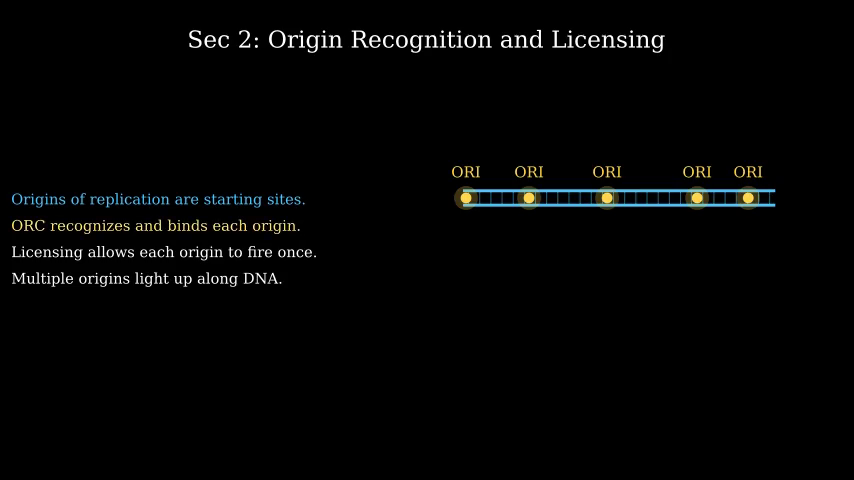 Sec 2: Origin Recognition and Licensing
ORI ORI ORI ORI ORI
Origins of replication are starting sites.
ORC recognizes and binds each origin.
Licensing allows each origin to fire once.
Multiple origins light up along DNA.